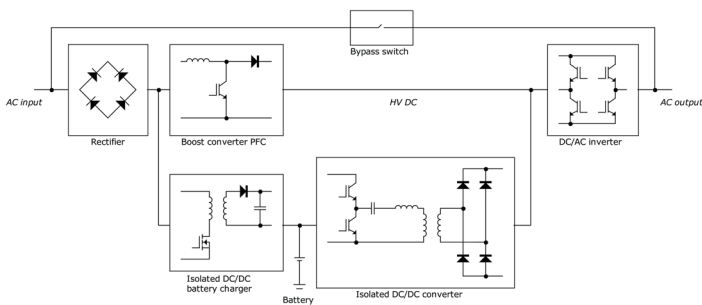 Bypass switch
AC input
HV DC
AC output
Rectifier
Boost converter PFC
DC/AC inverter
Isolated DC/DC
battery charger
Battery
Isolated DC/DC converter